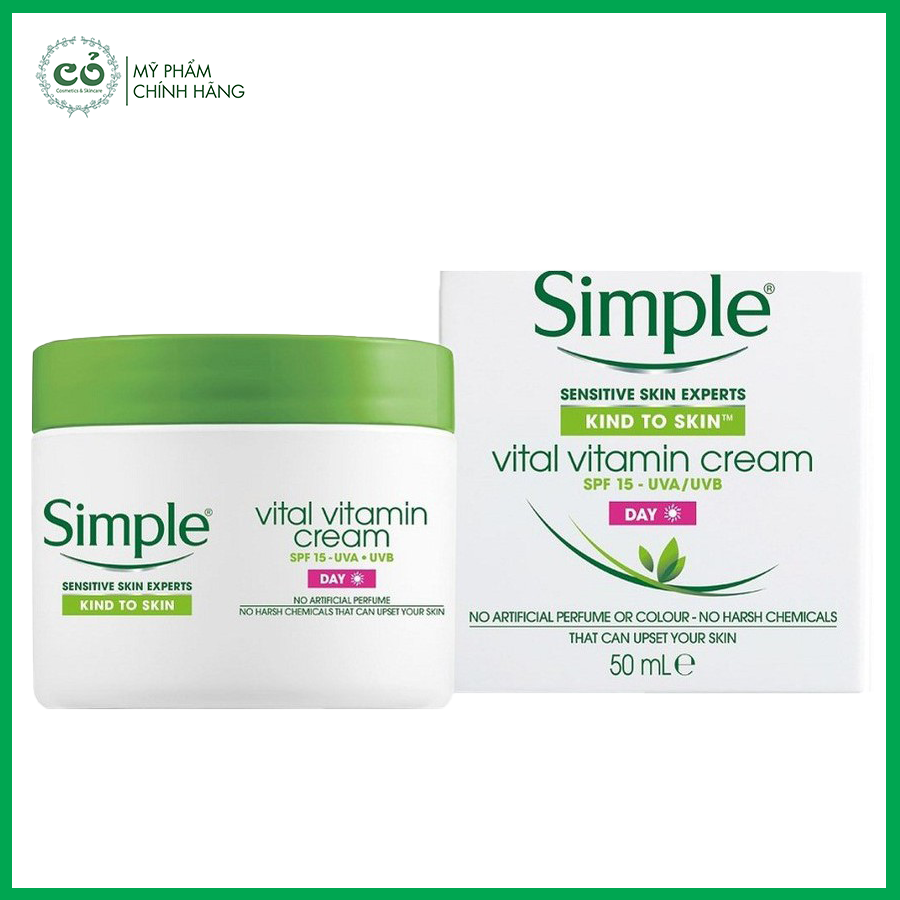 CỎ
Cosmetics & Skincare
MỸ PHẨM
CHÍNH HÃNG
Simple®
SENSITIVE SKIN EXPERTS
KIND TO SKIN
vital vitamin
cream
SPF 15 - UVA • UVB
DAY
NO ARTIFICIAL PERFUME
NO HARSH CHEMICALS THAT CAN UPSET YOUR SKIN
Simple®
SENSITIVE SKIN EXPERTS
KIND TO SKIN™
vital vitamin cream
SPF 15 - UVA/UVB
DAY
NO ARTIFICIAL PERFUME OR COLOUR - NO HARSH CHEMICALS
THAT CAN UPSET YOUR SKIN
50 mL℮